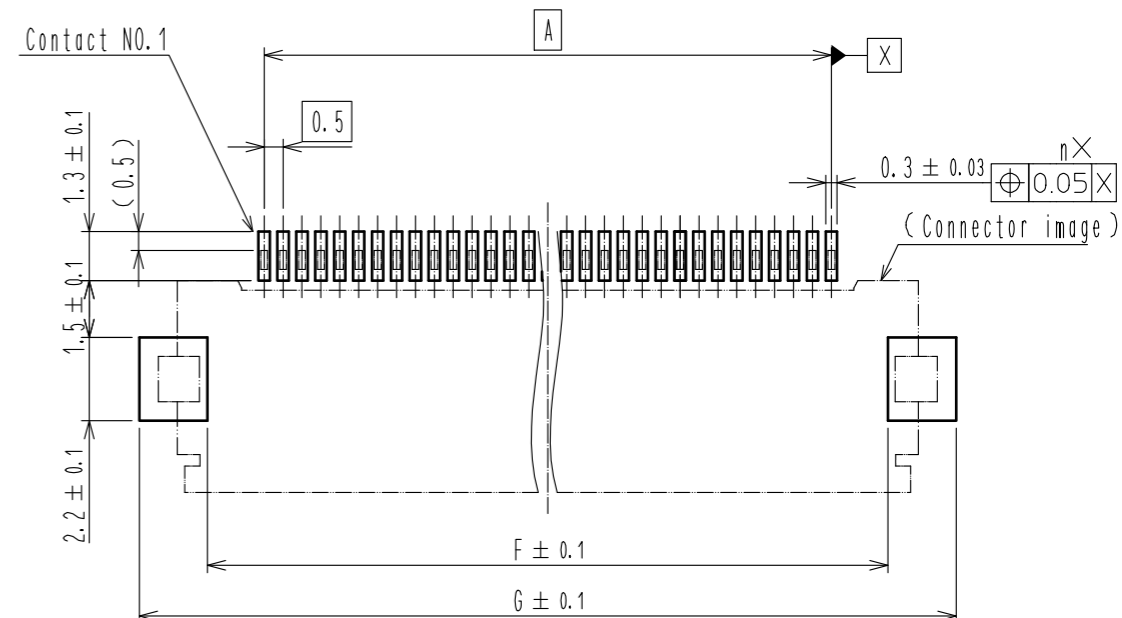 Contact NO.1
A
X
0.5
1.3 ± 0.1
(0.5)
0.3 ± 0.03
n×
⌖ 0.05 X
(Connector image)
1.5 ± 0.1
2.2 ± 0.1
F ± 0.1
G ± 0.1